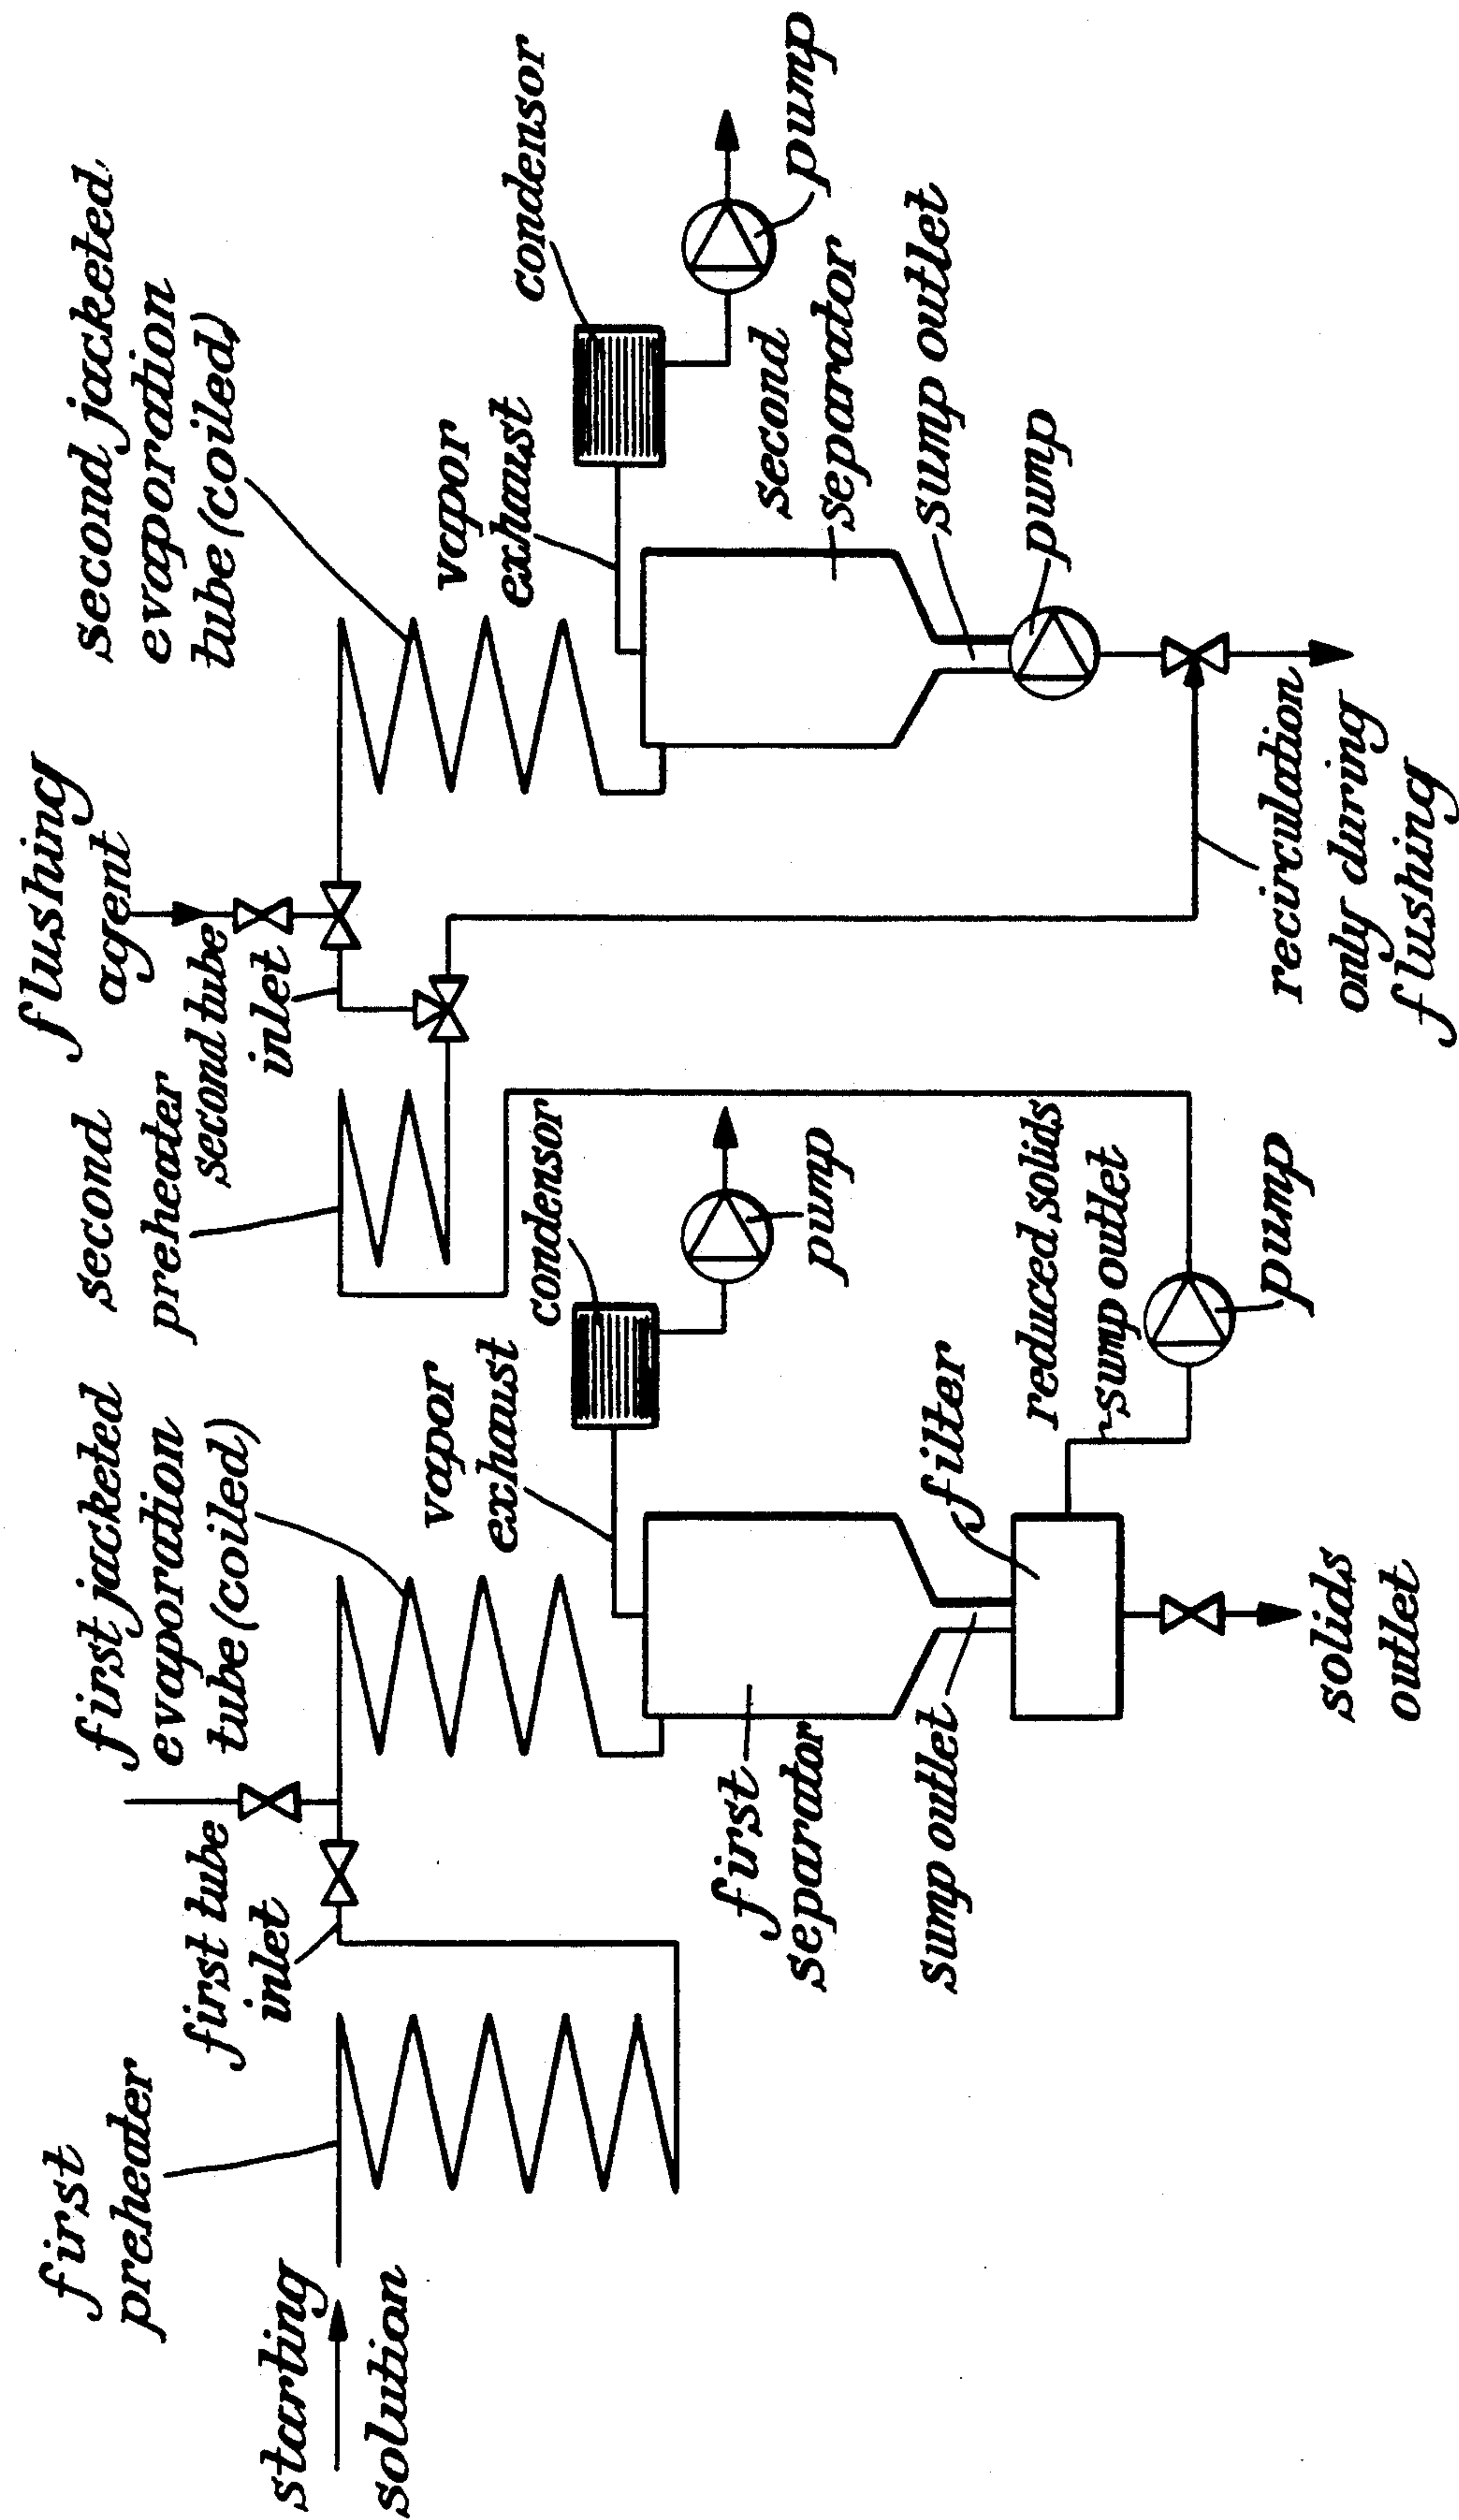 starting
solution
first
preheater
first tube
inlet
first jacketed
evaporation
tube (coiled)
vapor
exhaust
condensor
pump
first
separator
sump outlet
filter
reduced solids
sump outlet
pump
solids
outlet
second
preheater
second tube
inlet
flushing
agent
second jacketed
evaporation
tube (coiled)
vapor
exhaust
condensor
pump
second
separator
sump outlet
pump
reculation
only during
flushing